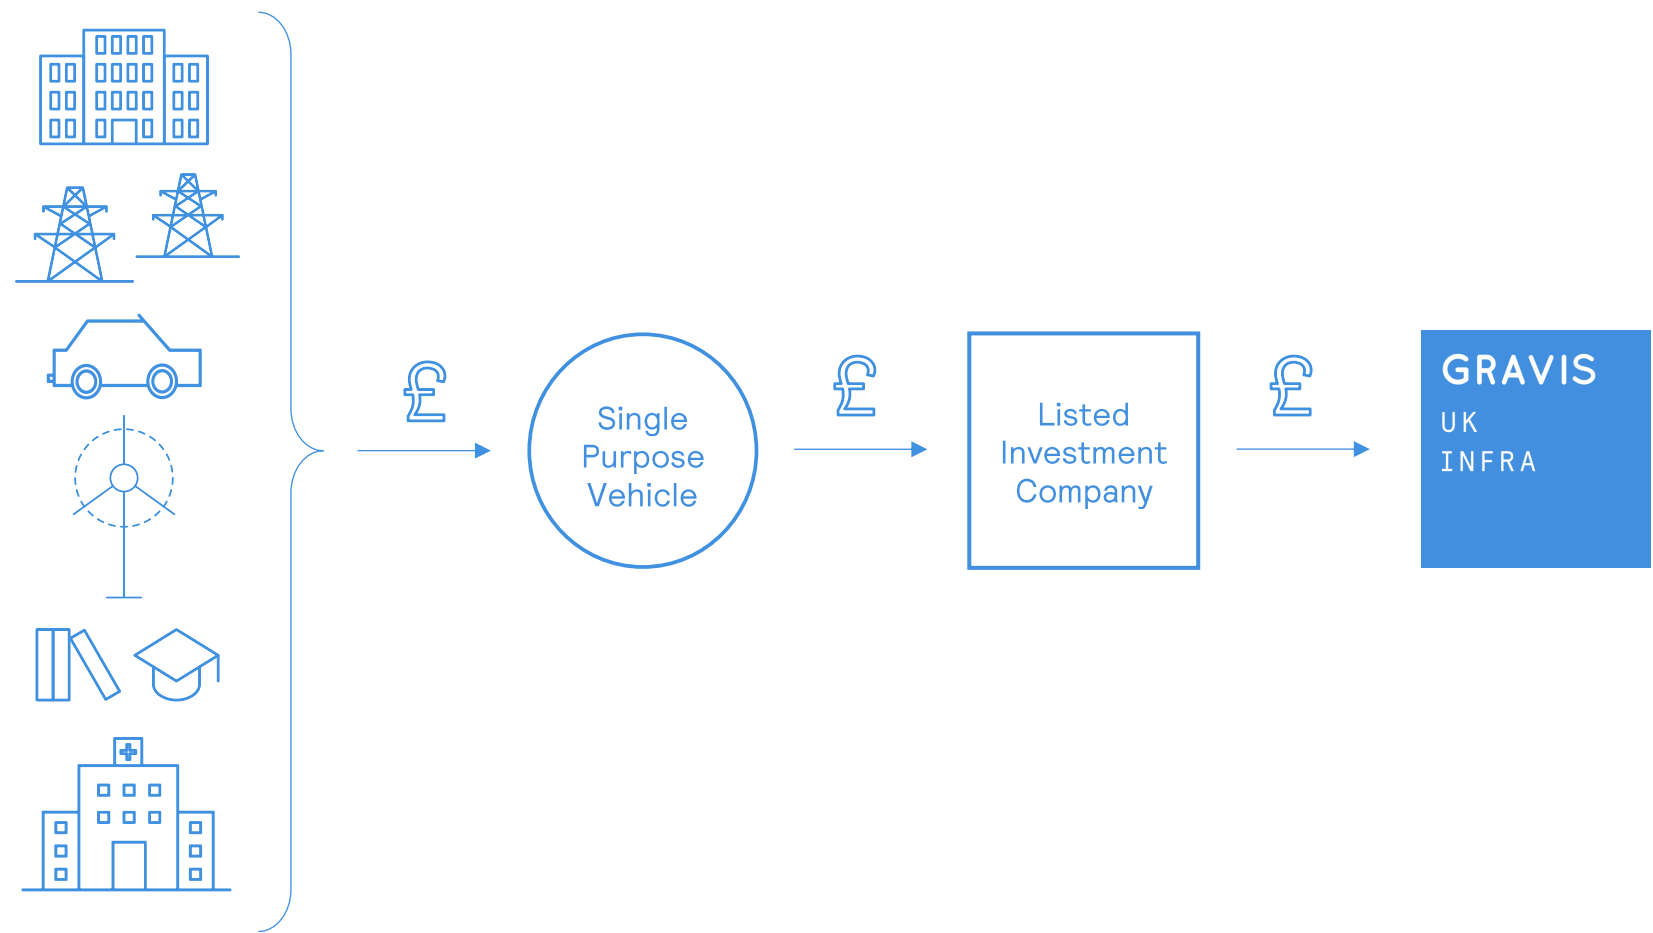 £
Single
Purpose
Vehicle
£
Listed
Investment
Company
£
GRAVIS
UK
INFRA